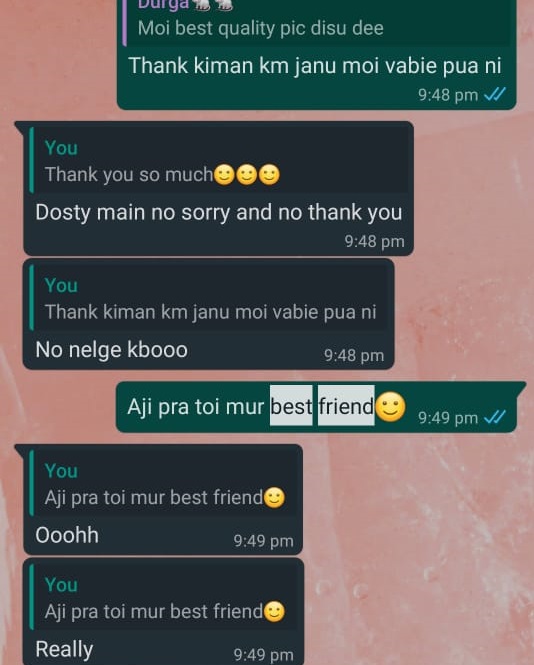 Durga🐀🐀
Moi best quality pic disu dee
Thank kiman km janu moi vabie pua ni
9:48 pm
You
Thank you so much🙂🙂🙂
Dosty main no sorry and no thank you
9:48 pm
You
Thank kiman km janu moi vabie pua ni
No nelge kbooo
9:48 pm
Aji pra toi mur best friend🙂
9:49 pm
You
Aji pra toi mur best friend🙂
Ooohh
9:49 pm
You
Aji pra toi mur best friend🙂
Really
9:49 pm